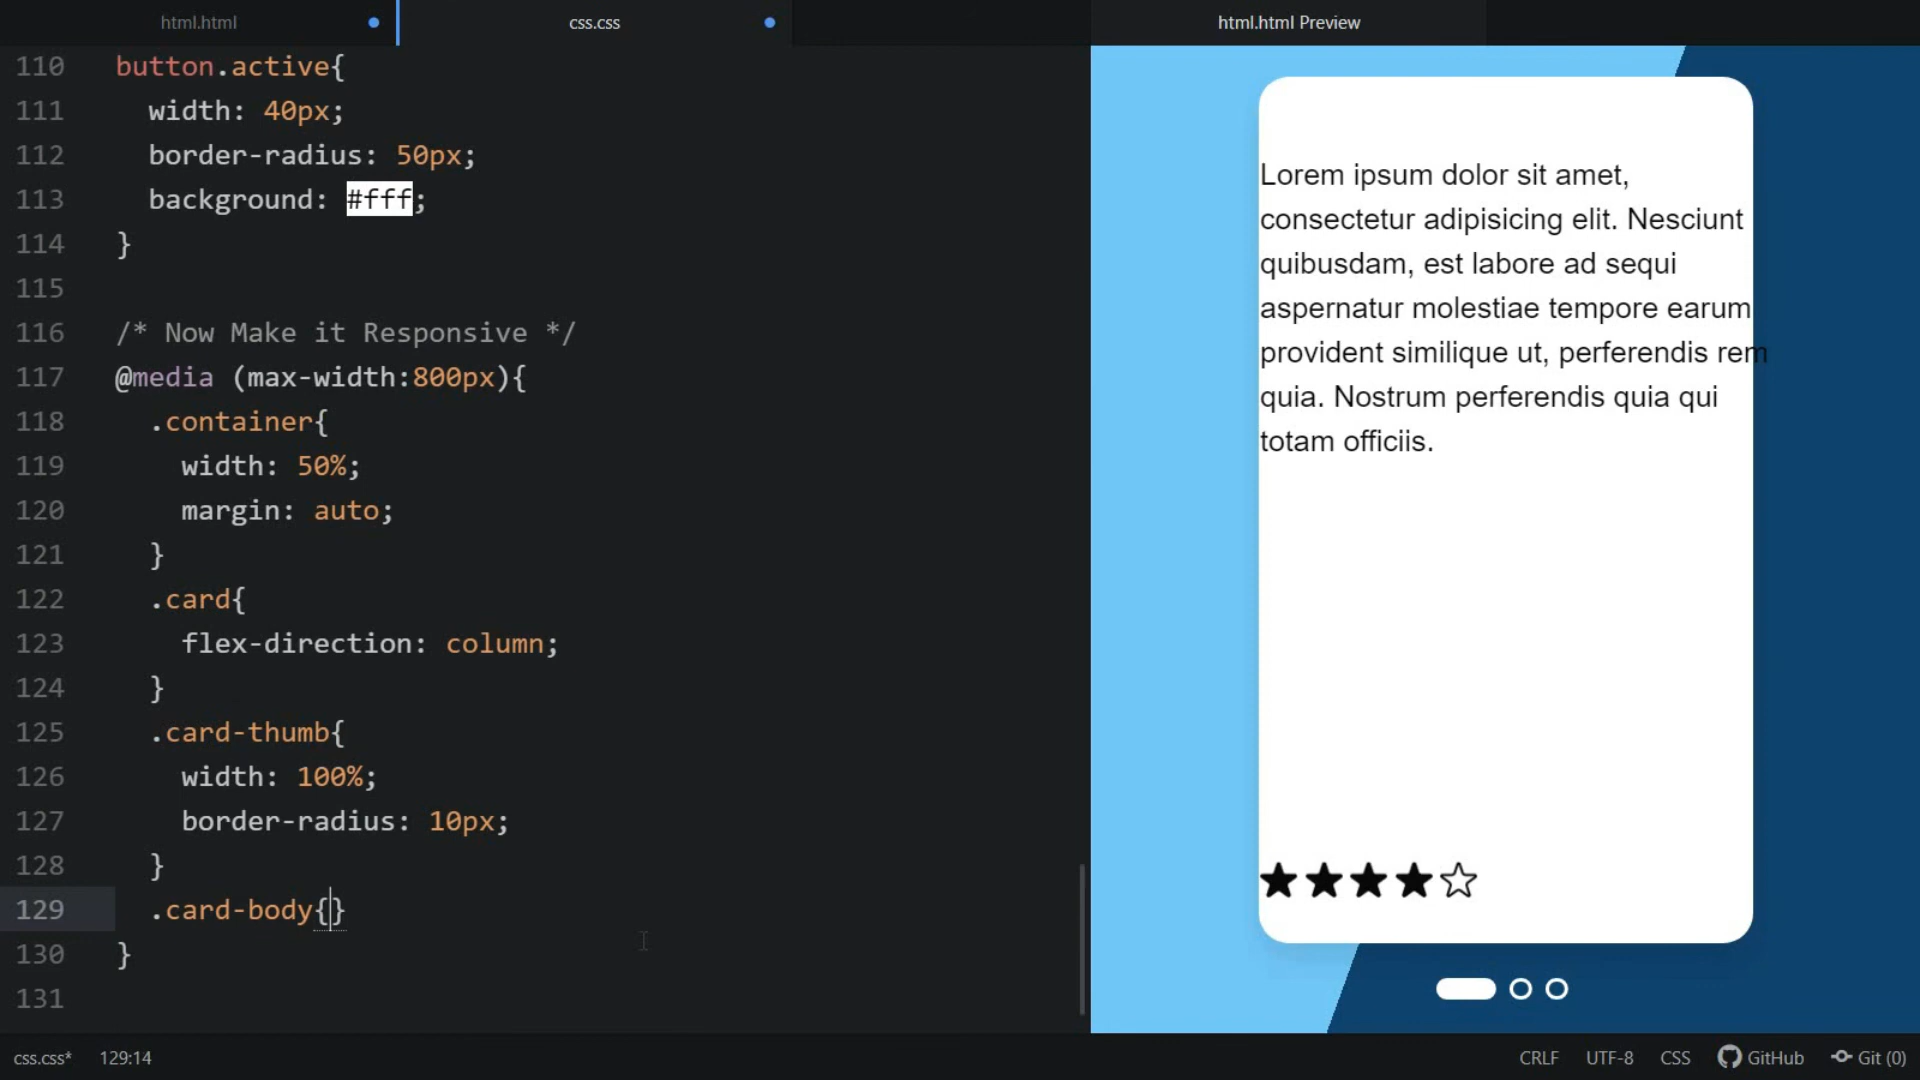 html.html
css.css
html.html Preview
110 button.active{
111 width: 40px;
112 border-radius: 50px;
113 background: #fff;
114 }
115
116 /* Now Make it Responsive */
117 @media (max-width:800px){
118 .container{
119 width: 50%;
120 margin: auto;
121 }
122 .card{
123 flex-direction: column;
124 }
125 .card-thumb{
126 width: 100%;
127 border-radius: 10px;
128 }
129 .card-body{}
130 }
131
Lorem ipsum dolor sit amet,
consectetur adipisicing elit. Nesciunt
quibusdam, est labore ad sequi
aspernatur molestiae tempore earum
provident similique ut, perferendis rem
quia. Nostrum perferendis quia qui
totam officiis.
css.css* 129:14
CRLF UTF-8 CSS GitHub Git (0)